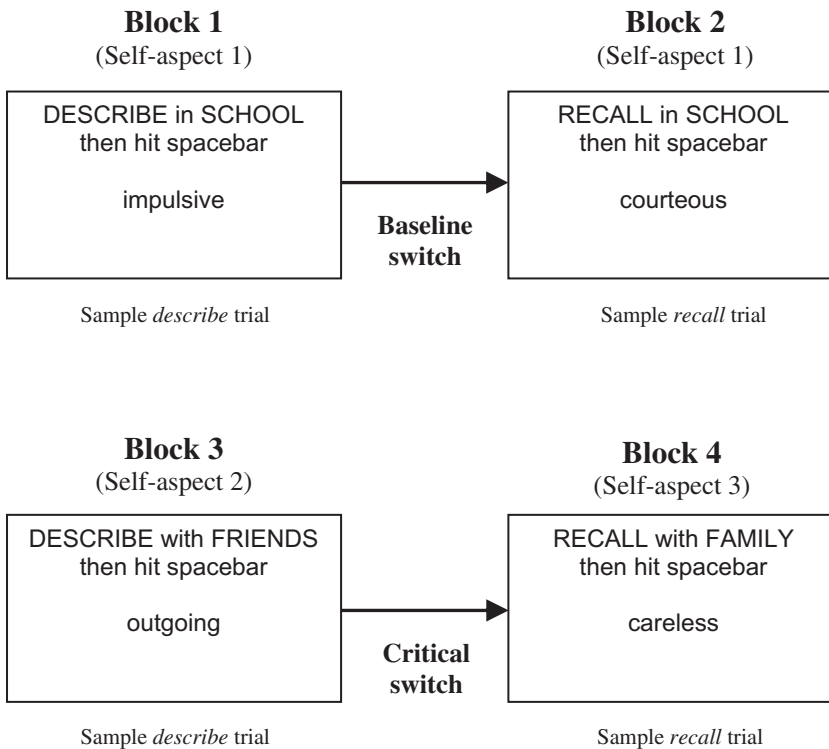 Block 1
(Self-aspect 1)
DESCRIBE in SCHOOL
then hit spacebar
impulsive
Sample describe trial
Baseline
switch
Block 2
(Self-aspect 1)
RECALL in SCHOOL
then hit spacebar
courteous
Sample recall trial
Block 3
(Self-aspect 2)
DESCRIBE with FRIENDS
then hit spacebar
outgoing
Sample describe trial
Critical
switch
Block 4
(Self-aspect 3)
RECALL with FAMILY
then hit spacebar
careless
Sample recall trial